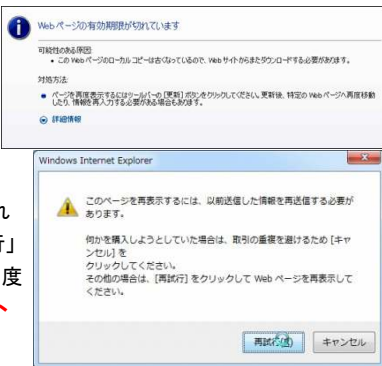 Webページの有効期限が切れています
可能性のある原因:
• この Web ページのローカル コピーは古くなっているので、Web サイトからまたダウンロードする必要があります。
対処方法:
• ページを再度表示するにはツールバーの [更新] ボタンをクリックしてください。更新後、特定の Web ページへ再度移動
したり、情報を再入力する必要がある場合もあります。
詳細情報
Windows Internet Explorer
このページを再表示するには、以前送信した情報を再送信する必要が
あります。
何かを購入しようとしていた場合は、取引の重複を避けるため [キャ
ンセル] を
クリックしてください。
その他の場合は、[再試行] をクリックして Web ページを再表示して
ください。
再試行(R) キャンセル
れ
行」
度